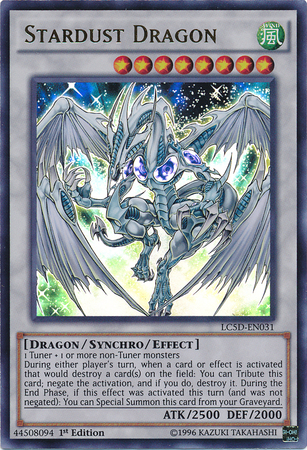 STARDUST DRAGON
WIND
風
LC5D-EN031
[DRAGON/SYNCHRO/EFFECT]
1 Tuner + 1 or more non-Tuner monsters
During either player's turn, when a card or effect is activated
that would destroy a card(s) on the field: You can Tribute this
card; negate the activation, and if you do, destroy it. During the
End Phase, if this effect was activated this turn (and was not
negated): You can Special Summon this card from your Graveyard.
ATK/2500 DEF/2000
44508094 1st Edition ©1996 KAZUKI TAKAHASHI